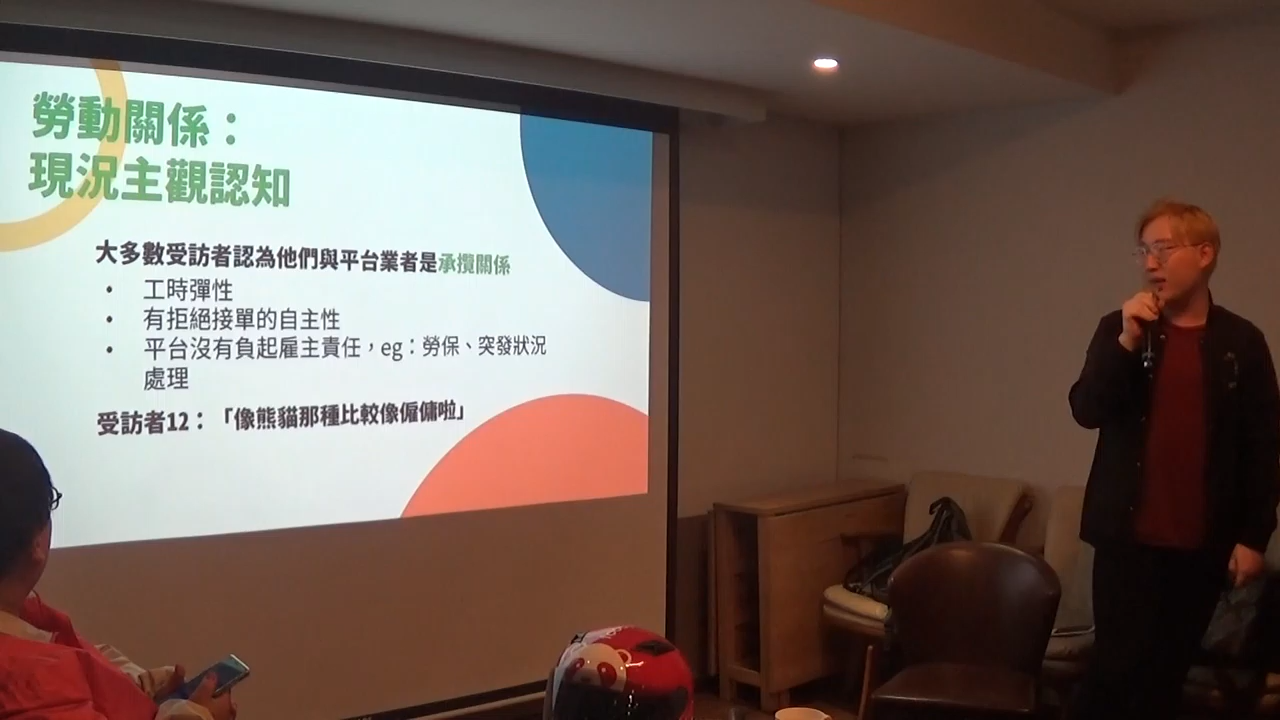 勞動關係：
現況主觀認知
大多數受訪者認為他們與平台業者是承攬關係
• 工時彈性
• 有拒絕接單的自主性
• 平台沒有負起雇主責任，eg：勞保、突發狀況
處理
受訪者12：「像熊貓那種比較像僱傭啦」